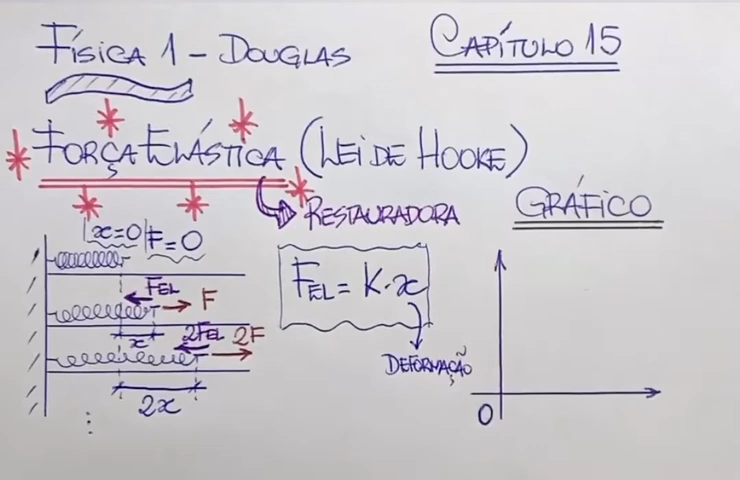 FÍSICA 1 - DOUGLAS
CAPÍTULO 15
FORÇA ELÁSTICA (LEI DE HOOKE)
RESTAURADORA
GRÁFICO
x=0 F=0
FEL = K·x
FEL F
x
2FEL 2F
DEFORMAÇÃO
2x
0